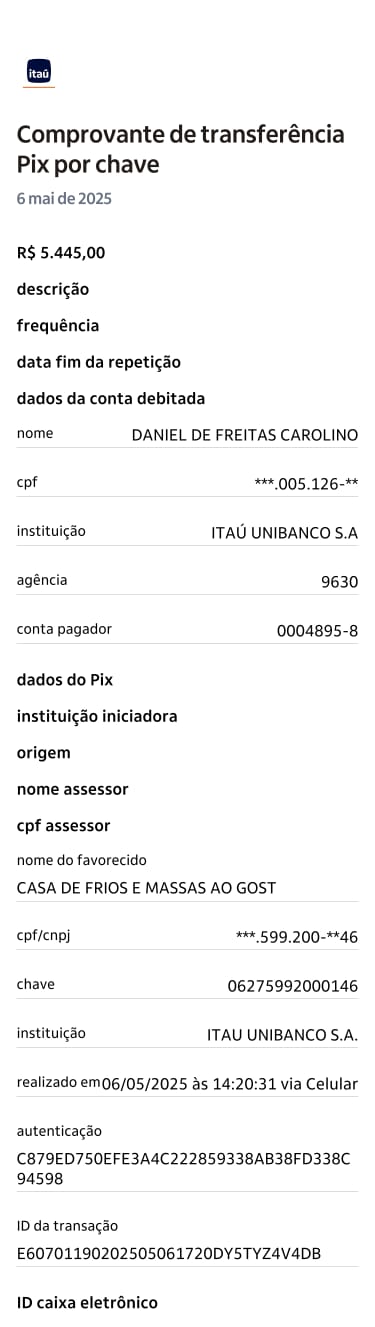 itaú
Comprovante de transferência
Pix por chave
6 mai de 2025
R$ 5.445,00
descrição
frequência
data fim da repetição
dados da conta debitada
nome DANIEL DE FREITAS CAROLINO
cpf ***.005.126-**
instituição ITAÚ UNIBANCO S.A
agência 9630
conta pagador 0004895-8
dados do Pix
instituição iniciadora
origem
nome assessor
cpf assessor
nome do favorecido
CASA DE FRIOS E MASSAS AO GOST
cpf/cnpj ***.599.200-**46
chave 06275992000146
instituição ITAU UNIBANCO S.A.
realizado em 06/05/2025 às 14:20:31 via Celular
autenticação
C879ED750EFE3A4C222859338AB38FD338C
94598
ID da transação
E60701190202505061720DY5TYZ4V4DB
ID caixa eletrônico